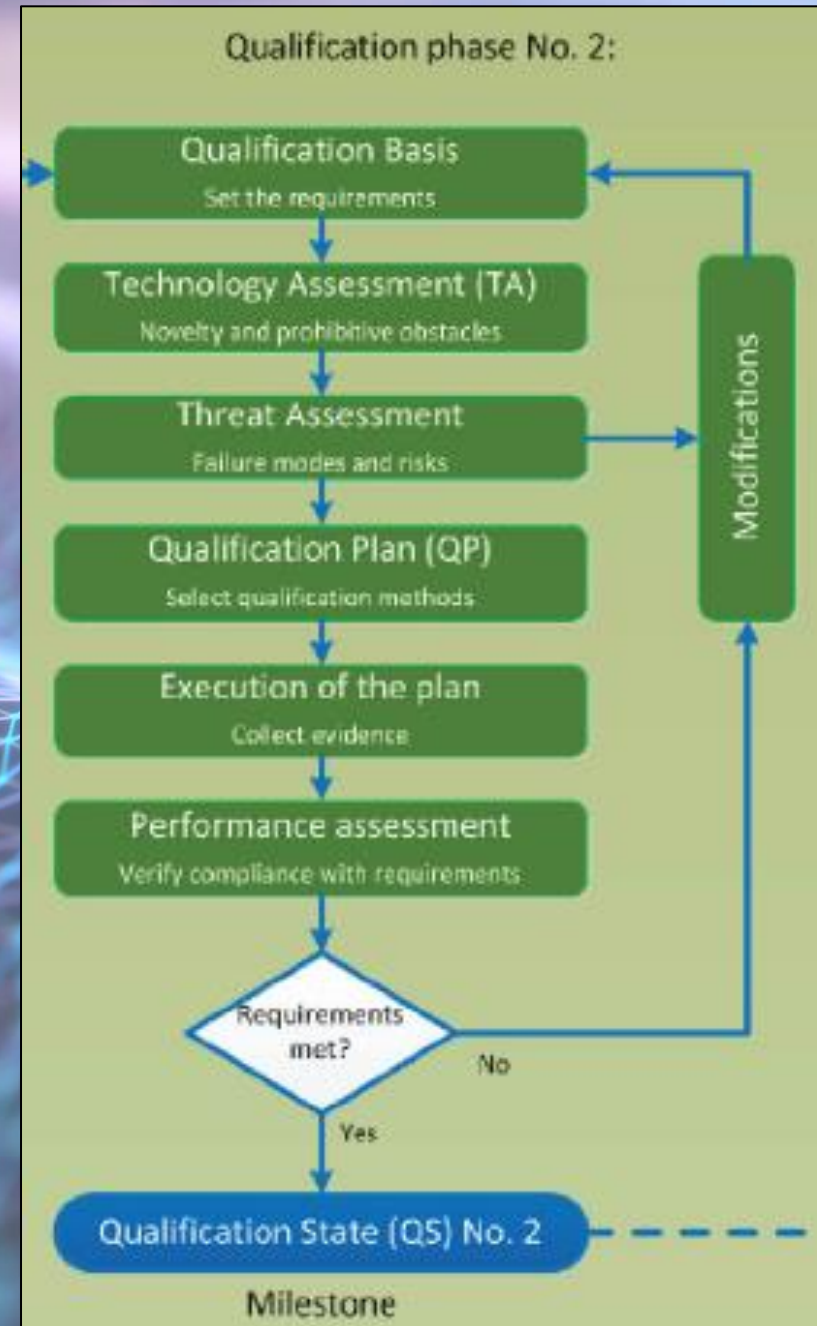 Qualification phase No. 2:
Qualification Basis
Set the requirements
Technology Assessment (TA)
Novelty and prohibitive obstacles
Threat Assessment
Failure modes and risks
Modifications
Qualification Plan (QP)
Select qualification methods
Execution of the plan
Collect evidence
Performance assessment
Verify compliance with requirements
Requirements
met?
No
Yes
Qualification State (QS) No. 2
Milestone